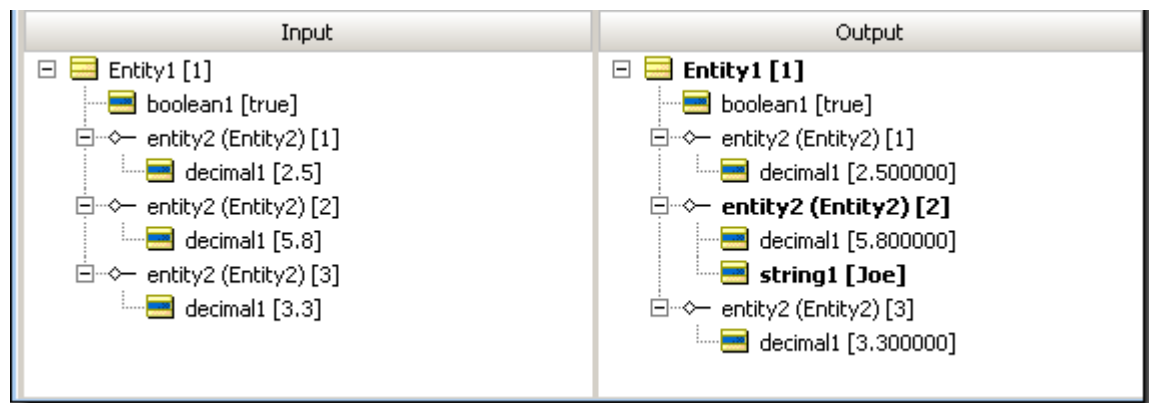 Input
Entity1 [1]
boolean1 [true]
entity2 (Entity2) [1]
decimal1 [2.5]
entity2 (Entity2) [2]
decimal1 [5.8]
entity2 (Entity2) [3]
decimal1 [3.3]
Output
Entity1 [1]
boolean1 [true]
entity2 (Entity2) [1]
decimal1 [2.500000]
entity2 (Entity2) [2]
decimal1 [5.800000]
string1 [Joe]
entity2 (Entity2) [3]
decimal1 [3.300000]